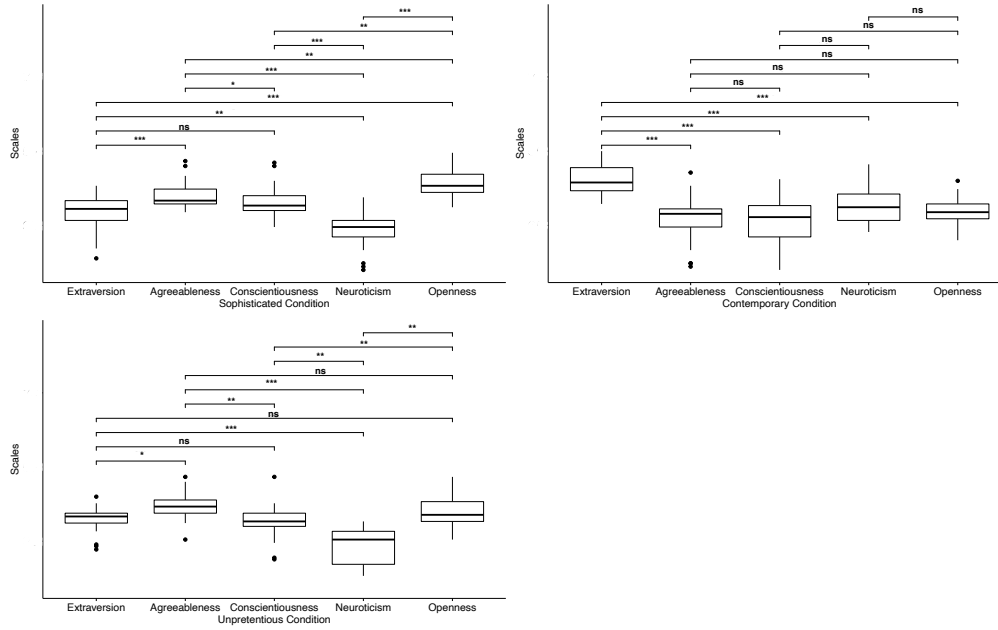 ***
**
***
**
***
*
***
**
ns
***
Scales
Extraversion Agreeableness Conscientiousness Neuroticism Openness
Sophisticated Condition
ns
ns
ns
ns
ns
ns
***
***
***
***
Scales
Extraversion Agreeableness Conscientiousness Neuroticism Openness
Contemporary Condition
**
**
**
ns
***
**
ns
***
ns
*
Scales
Extraversion Agreeableness Conscientiousness Neuroticism Openness
Unpretentious Condition